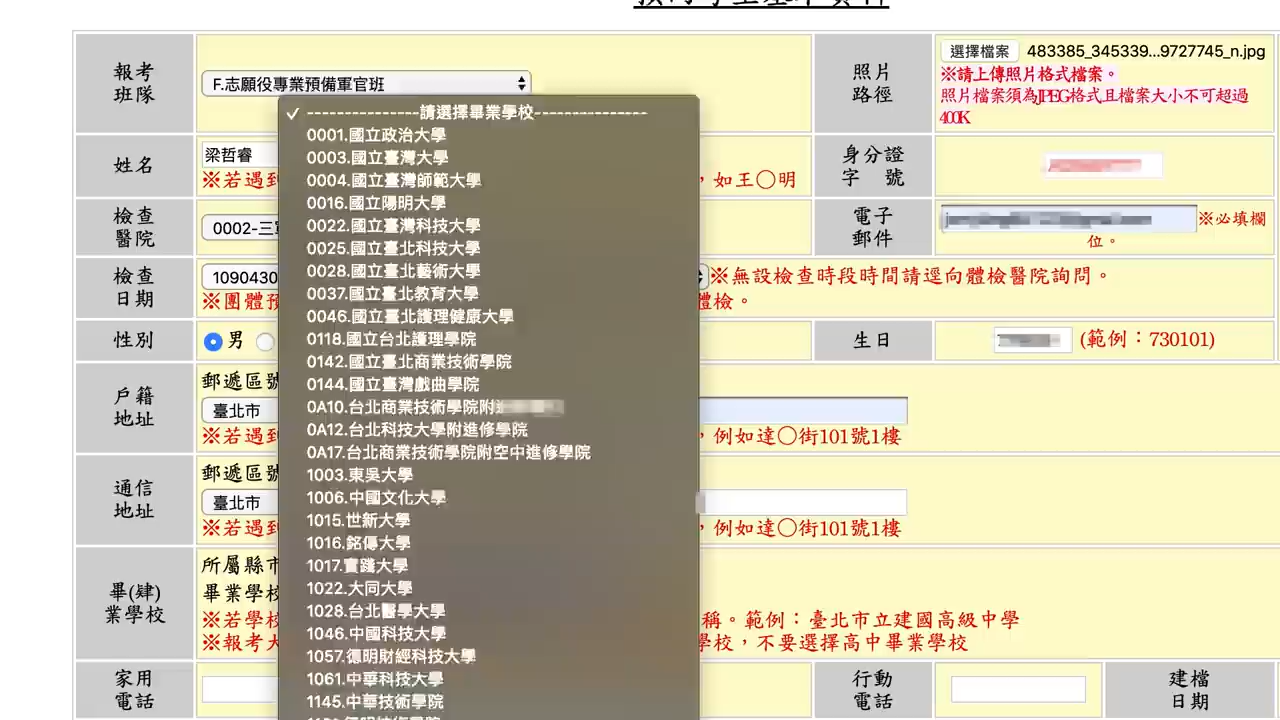 報考
班隊
F.志願役專業預備軍官班
照片
路徑
選擇檔案 483385_345339...9727745_n.jpg
※請上傳照片格式檔案。
照片檔案須為JPEG格式且檔案大小不可超過
400K
姓名
梁哲睿
※若遇到
，如王○明
身分證
字 號
檢查
醫院
0002-三
電子
郵件
※必填欄
位。
檢查
日期
1090430
※無設檢查時段時間請逕向體檢醫院詢問。
※團體預
體檢。
性別
男
生日
(範例：730101)
戶籍
地址
郵遞區號
臺北市
※若遇到
，例如達○街101號1樓
通信
地址
郵遞區號
臺北市
※若遇到
，例如達○街101號1樓
畢(肄)
業學校
所屬縣市
畢業學校
※若學校
稱。範例：臺北市立建國高級中學
※報考大
學校，不要選擇高中畢業學校
家用
電話
行動
電話
建檔
日期
✓ ---------------請選擇畢業學校---------------
0001.國立政治大學
0003.國立臺灣大學
0004.國立臺灣師範大學
0016.國立陽明大學
0022.國立臺灣科技大學
0025.國立臺北科技大學
0028.國立臺北藝術大學
0037.國立臺北教育大學
0046.國立臺北護理健康大學
0118.國立台北護理學院
0142.國立臺北商業技術學院
0144.國立臺灣戲曲學院
0A10.台北商業技術學院附
0A12.台北科技大學附進修學院
0A17.台北商業技術學院附空中進修學院
1003.東吳大學
1006.中國文化大學
1015.世新大學
1016.銘傳大學
1017.實踐大學
1022.大同大學
1028.台北醫學大學
1046.中國科技大學
1057.德明財經科技大學
1061.中華科技大學
1145.中華技術學院